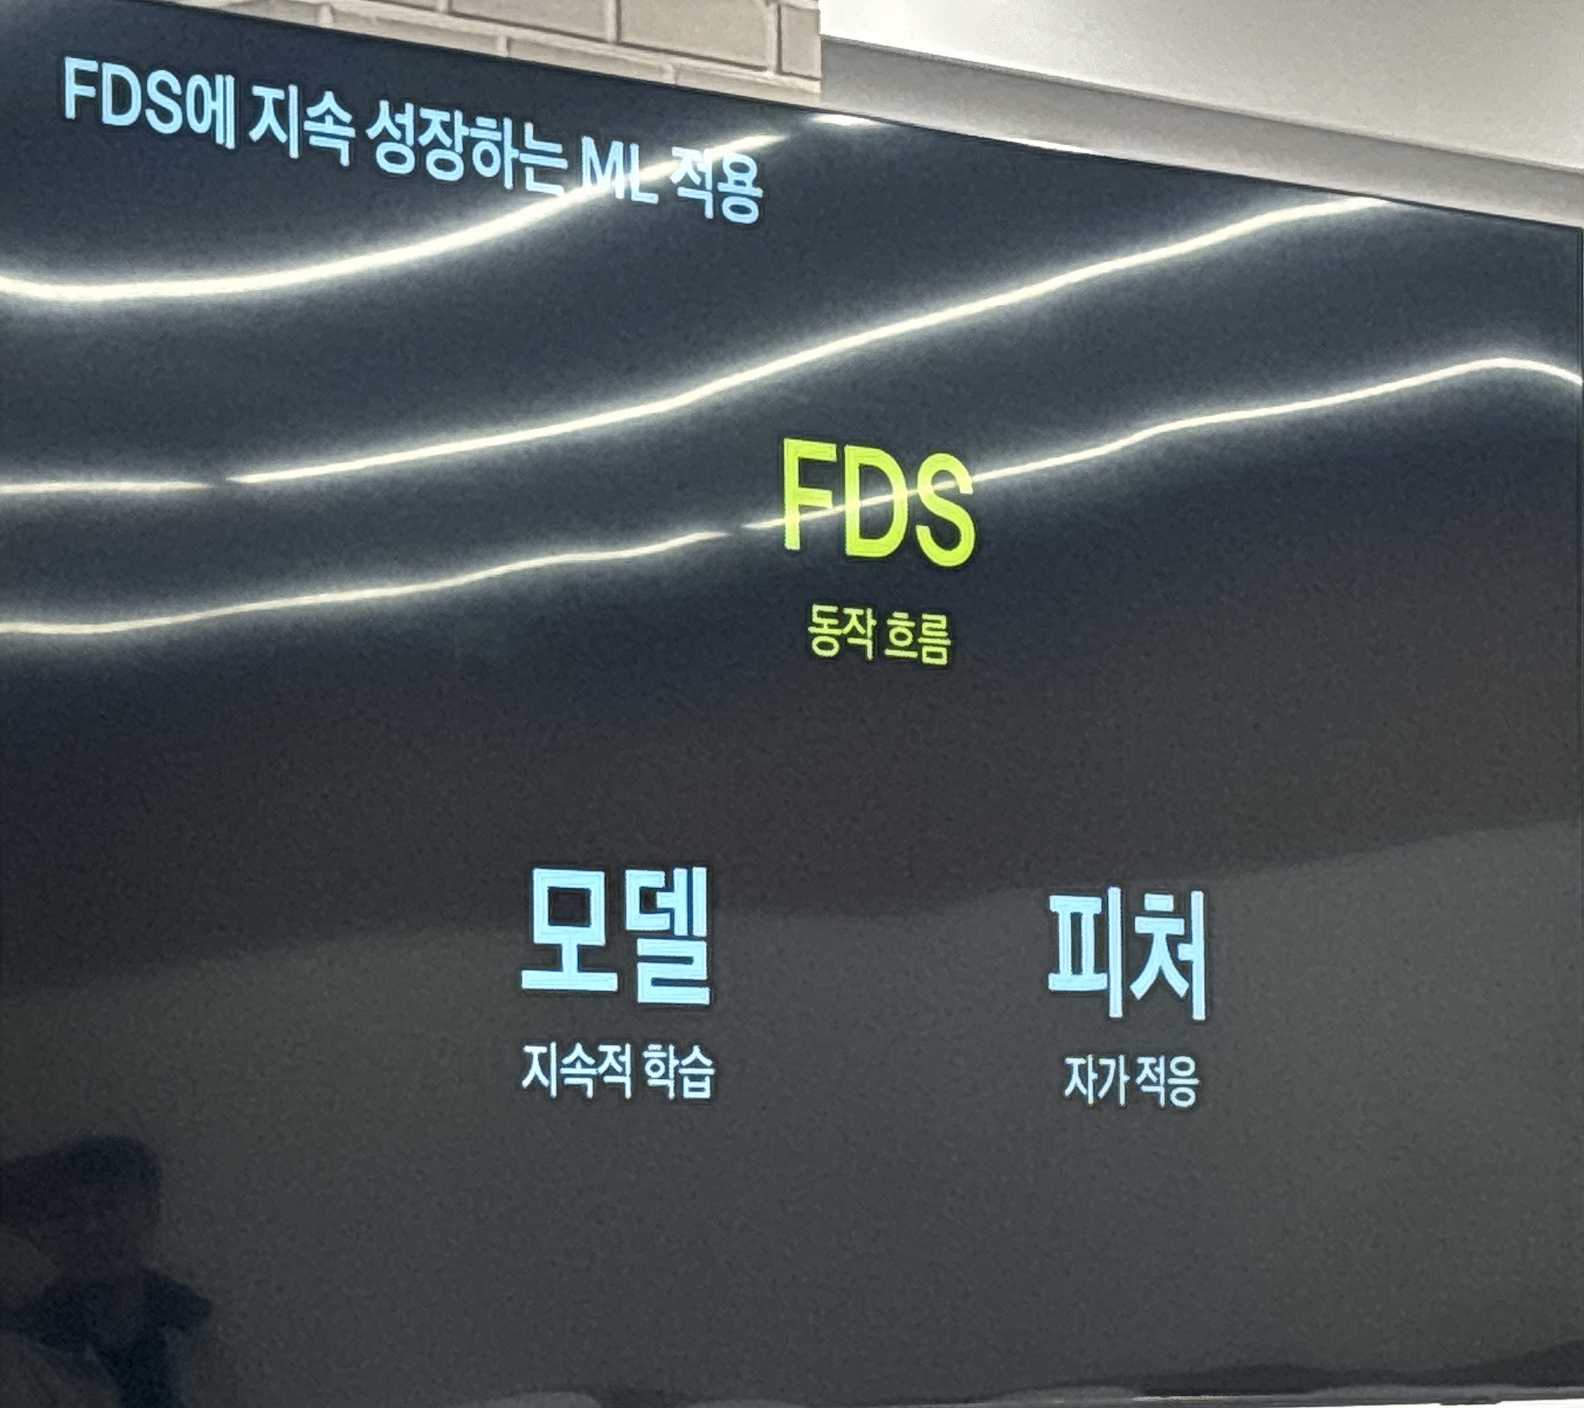 FDS에 지속 성장하는 ML 적용
FDS
동작 흐름
모델
지속적 학습
피처
자가 적응